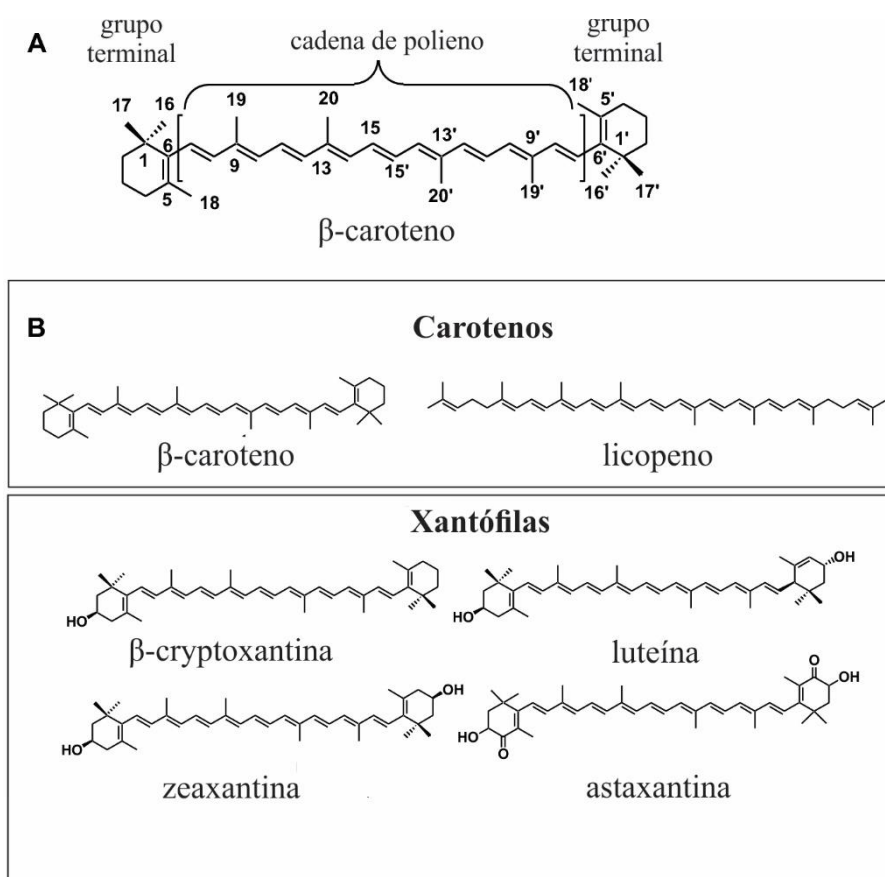 A
grupo
terminal
cadena de polieno
grupo
terminal
18'
17
16
19
20
5'
1
6
9
13
15
15'
13'
9'
6'
1'
5
18
20'
19'
16'
17'
β-caroteno
B
Carotenos
β-caroteno
licopeno
Xantófilas
HO
OH
HO
β-cryptoxantina
luteína
OH
O
OH
HO
HO
O
zeaxantina
astaxantina